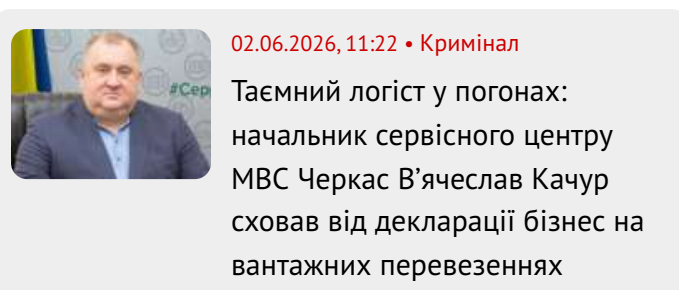 02.06.2026, 11:22 • Кримінал
#Сер
Таємний логіст у погонах:
начальник сервісного центру
МВС Черкас В’ячеслав Качур
сховав від декларації бізнес на
вантажних перевезеннях